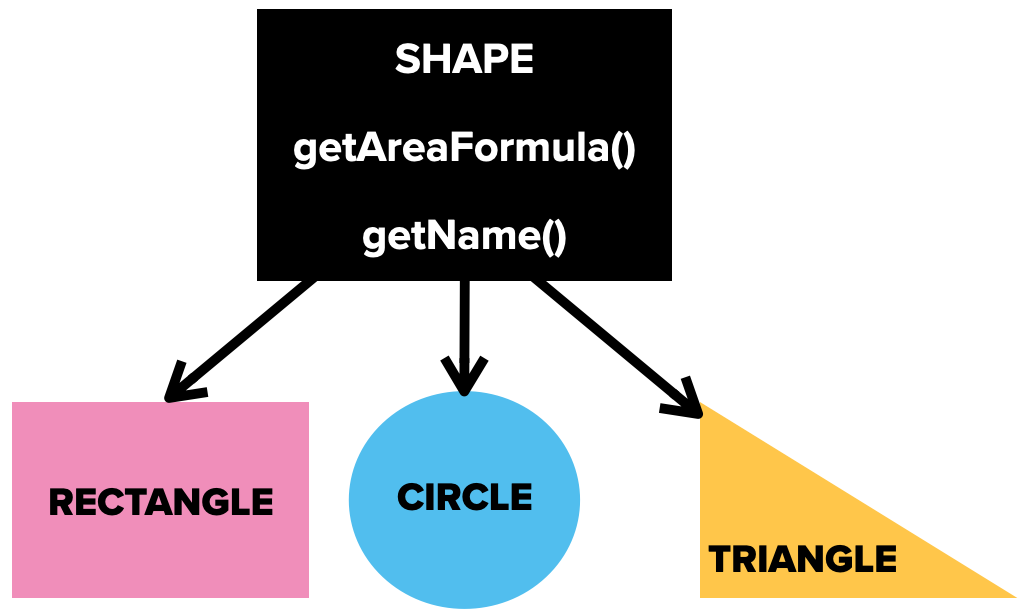 SHAPE
getAreaFormula()
getName()
RECTANGLE
CIRCLE
TRIANGLE